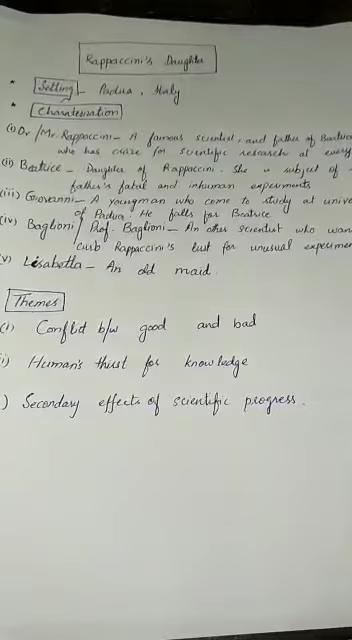 Rappaccini's Daughter
* Setting - Padua, Italy
* Charaterisation
(i) Dr/Mr. Rappaccini - A famous scientist, and father of Beatrice
who has craze for scientific research at every
(ii) Beatrice - Daughter of Rappaccini. She is subject of
father's fatal and inhuman experiments
(iii) Giovanni - A youngman who come to study at unive
of Padua. He falls for Beatrice
(iv) Baglioni/Prof. Baglioni - An other scientist who wan
curb Rappaccini's lust for unusual experimen
v) Lisabetta - An old maid.
Themes
(i) Conflict b/w good and bad
i) Human's thrust for knowledge
) Secondary effects of scientific progress.